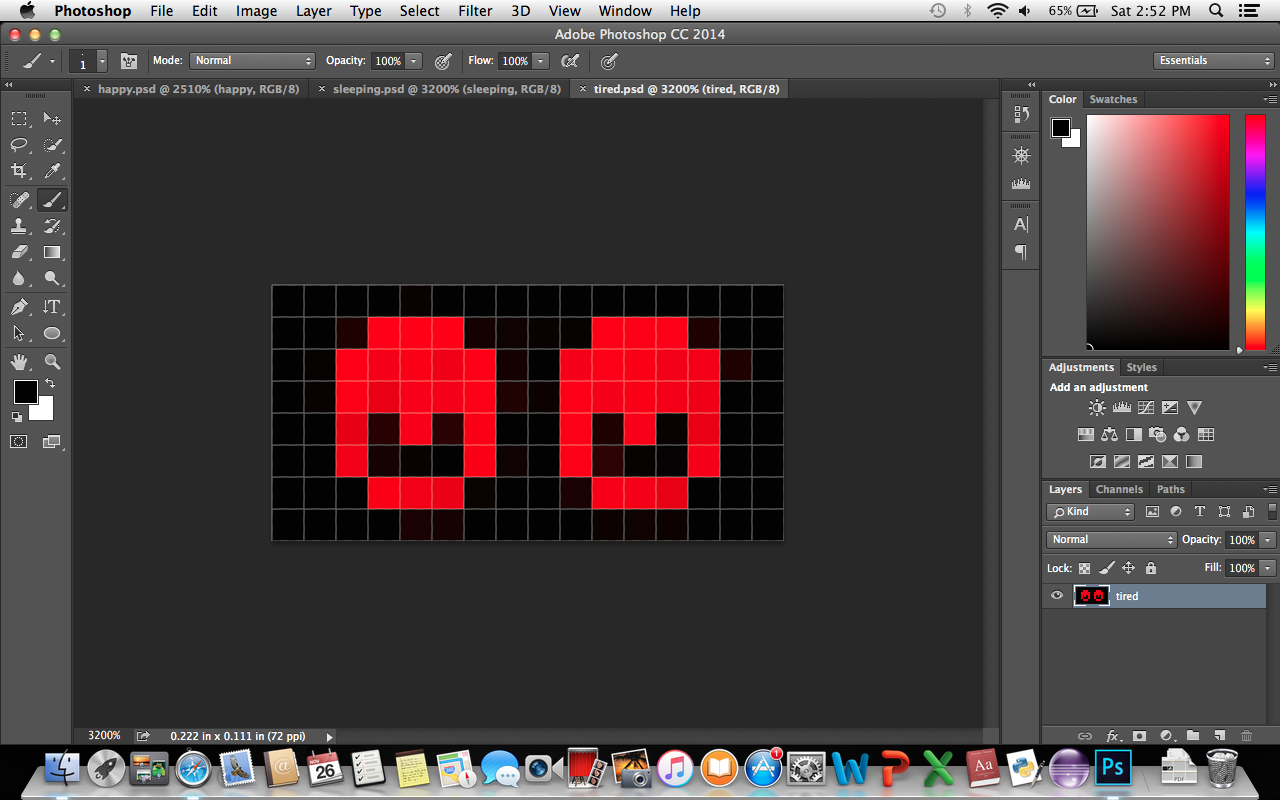 Photoshop File Edit Image Layer Type Select Filter 3D View Window Help 65% Sat 2:52 PM
Adobe Photoshop CC 2014
1 Mode: Normal Opacity: 100% Flow: 100% Essentials
× happy.psd @ 2510% (happy, RGB/8) × sleeping.psd @ 3200% (sleeping, RGB/8) × tired.psd @ 3200% (tired, RGB/8)
Color Swatches
A
T
Adjustments Styles
Add an adjustment
Layers Channels Paths
Kind T
Normal Opacity: 100%
Lock: Fill: 100%
tired
fx
3200% 0.222 in x 0.111 in (72 ppi)
NOV
26
1
W P X Aa Ps
PDF